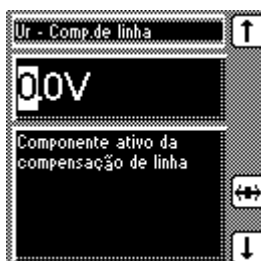 Ur - Comp.de linha
0.0V
Componente ativo da
compensação de linha